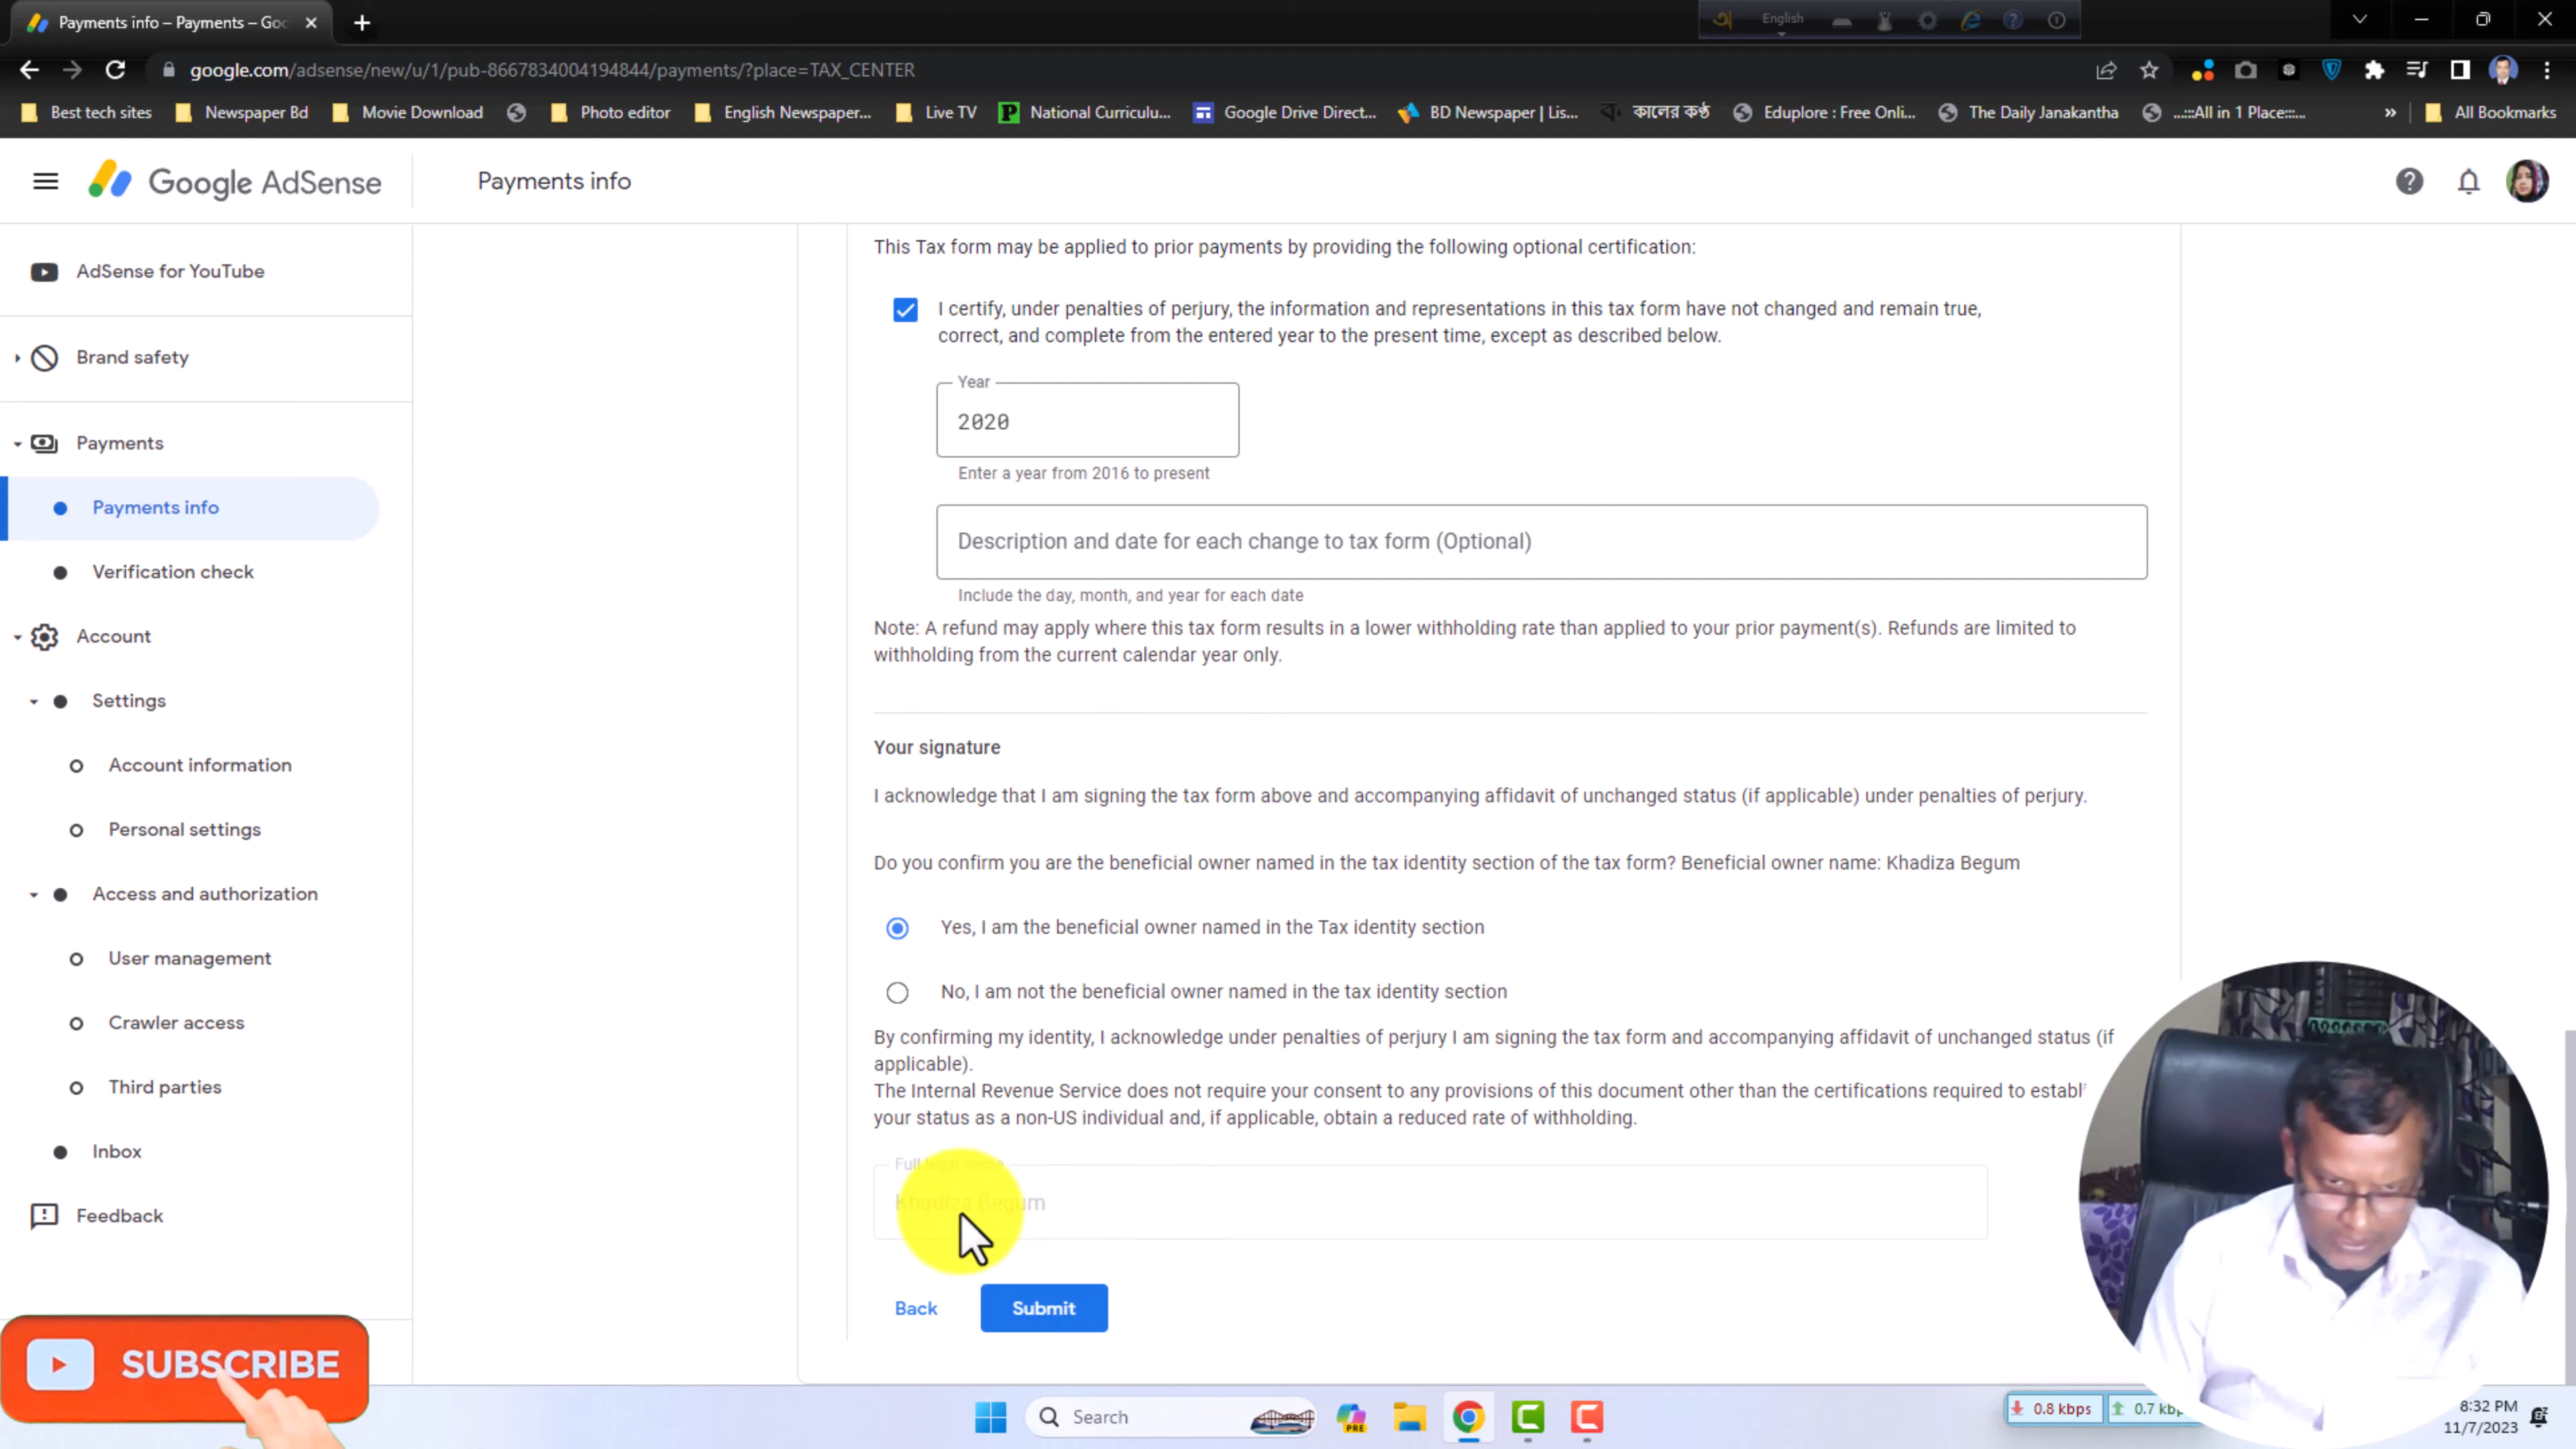 Payments info – Payments – Goo
English
google.com/adsense/new/u/1/pub-8667834004194844/payments/?place=TAX_CENTER
Best tech sites
Newspaper Bd
Movie Download
Photo editor
English Newspaper...
Live TV
National Curriculu...
Google Drive Direct...
BD Newspaper | Lis...
কালের কণ্ঠ
Eduplore : Free Onli...
The Daily Janakantha
...:::All in 1 Place:::...
»
All Bookmarks
Google AdSense
Payments info
AdSense for YouTube
Brand safety
Payments
Payments info
Verification check
Account
Settings
Account information
Personal settings
Access and authorization
User management
Crawler access
Third parties
Inbox
Feedback
This Tax form may be applied to prior payments by providing the following optional certification:
I certify, under penalties of perjury, the information and representations in this tax form have not changed and remain true,
correct, and complete from the entered year to the present time, except as described below.
Year
2020
Enter a year from 2016 to present
Description and date for each change to tax form (Optional)
Include the day, month, and year for each date
Note: A refund may apply where this tax form results in a lower withholding rate than applied to your prior payment(s). Refunds are limited to
withholding from the current calendar year only.
Your signature
I acknowledge that I am signing the tax form above and accompanying affidavit of unchanged status (if applicable) under penalties of perjury.
Do you confirm you are the beneficial owner named in the tax identity section of the tax form? Beneficial owner name: Khadiza Begum
Yes, I am the beneficial owner named in the Tax identity section
No, I am not the beneficial owner named in the tax identity section
By confirming my identity, I acknowledge under penalties of perjury I am signing the tax form and accompanying affidavit of unchanged status (if
applicable).
The Internal Revenue Service does not require your consent to any provisions of this document other than the certifications required to establi
your status as a non-US individual and, if applicable, obtain a reduced rate of withholding.
Full legal name
Khadiza Begum
Back
Submit
SUBSCRIBE
Search
PRE
0.8 kbps
0.7 kbp
8:32 PM
11/7/2023